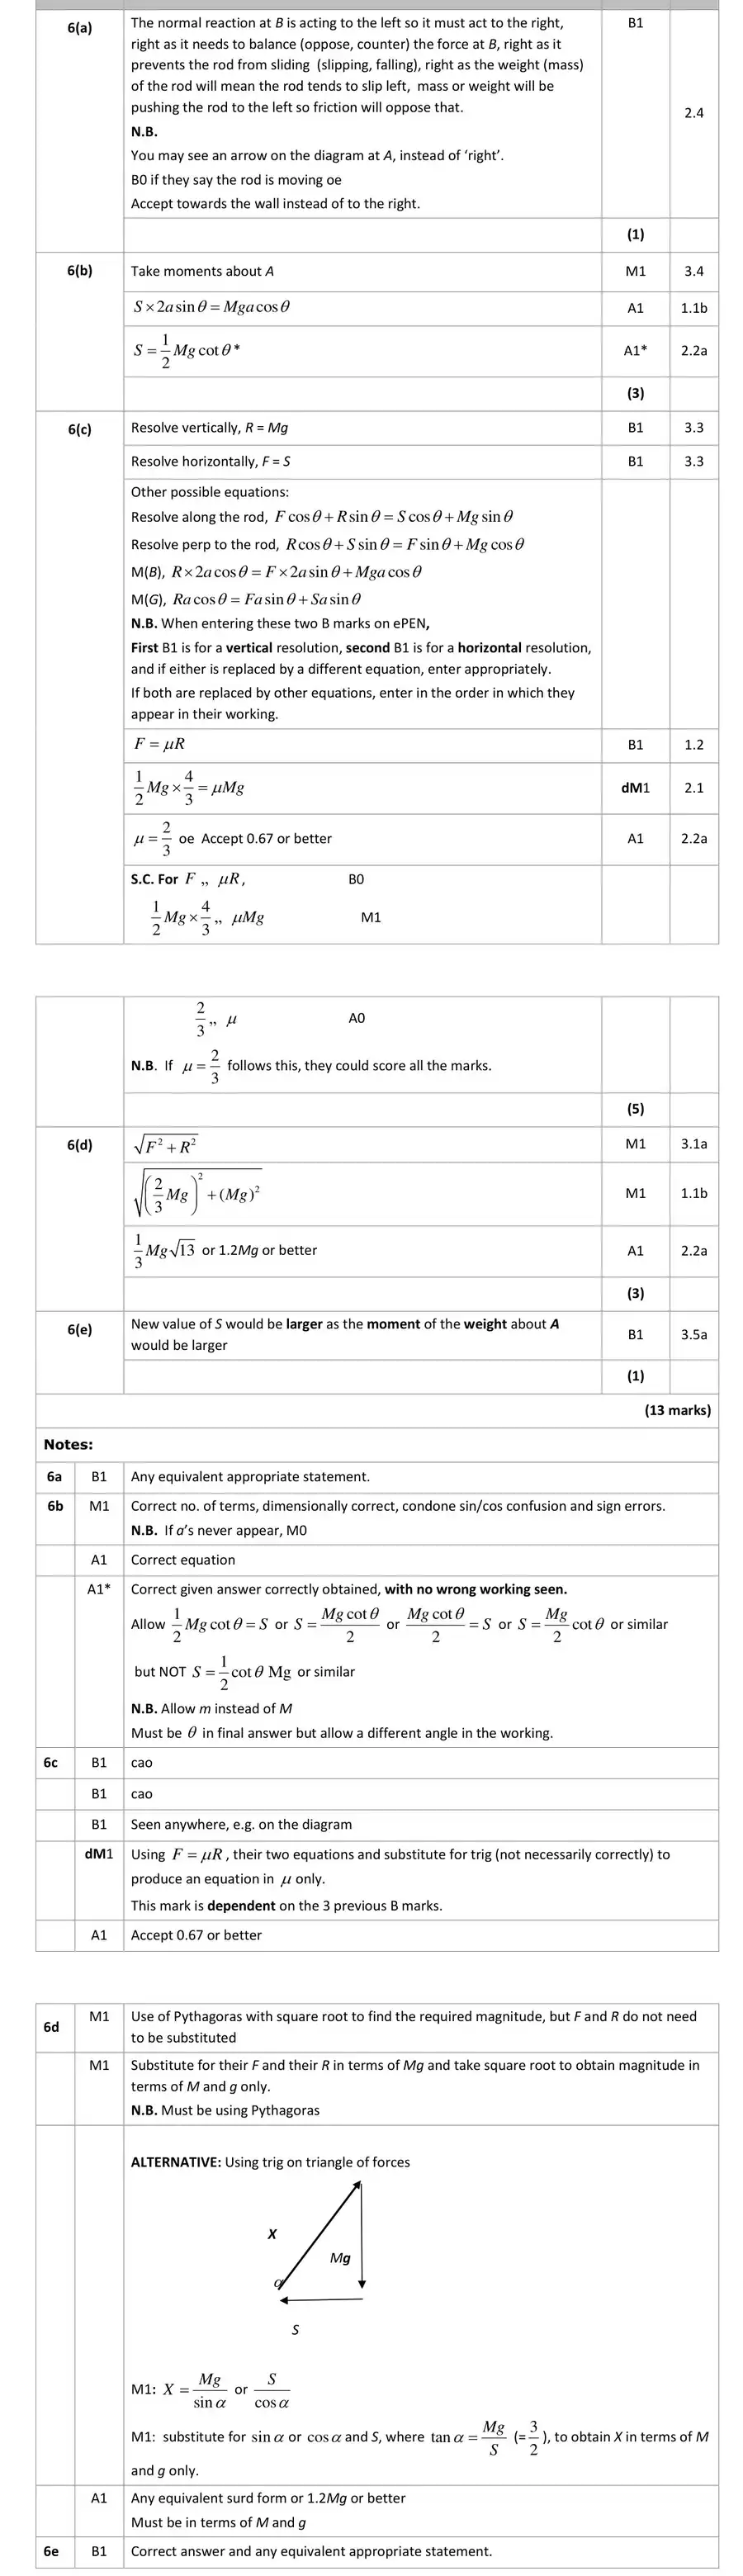 6(a)
The normal reaction at B is acting to the left so it must act to the right,
right as it needs to balance (oppose, counter) the force at B, right as it
prevents the rod from sliding (slipping, falling), right as the weight (mass)
of the rod will mean the rod tends to slip left, mass or weight will be
pushing the rod to the left so friction will oppose that.
N.B.
You may see an arrow on the diagram at A, instead of ‘right’.
B0 if they say the rod is moving oe
Accept towards the wall instead of to the right.
B1
2.4
(1)
6(b)
Take moments about A
M1
3.4
S × 2a sin θ = Mga cos θ
A1
1.1b
S = 1/2 Mg cot θ *
A1*
2.2a
(3)
6(c)
Resolve vertically, R = Mg
B1
3.3
Resolve horizontally, F = S
B1
3.3
Other possible equations:
Resolve along the rod, F cos θ + R sin θ = S cos θ + Mg sin θ
Resolve perp to the rod, R cos θ + S sin θ = F sin θ + Mg cos θ
M(B), R × 2a cos θ = F × 2a sin θ + Mga cos θ
M(G), Ra cos θ = Fa sin θ + Sa sin θ
N.B. When entering these two B marks on ePEN,
First B1 is for a vertical resolution, second B1 is for a horizontal resolution,
and if either is replaced by a different equation, enter appropriately.
If both are replaced by other equations, enter in the order in which they
appear in their working.
F = μR
B1
1.2
1/2 Mg × 4/3 = μMg
dM1
2.1
μ = 2/3 oe Accept 0.67 or better
A1
2.2a
S.C. For F ,, μR, B0
1/2 Mg × 4/3 ,, μMg M1
2/3 ,, μ A0
N.B. If μ = 2/3 follows this, they could score all the marks.
(5)
6(d)
√(F² + R²)
M1
3.1a
√((2/3 Mg)² + (Mg)²)
M1
1.1b
1/3 Mg√13 or 1.2Mg or better
A1
2.2a
(3)
6(e)
New value of S would be larger as the moment of the weight about A
would be larger
B1
3.5a
(1)
(13 marks)
Notes:
6a B1 Any equivalent appropriate statement.
6b M1 Correct no. of terms, dimensionally correct, condone sin/cos confusion and sign errors.
N.B. If a’s never appear, M0
A1 Correct equation
A1* Correct given answer correctly obtained, with no wrong working seen.
Allow 1/2 Mg cot θ = S or S = Mg cot θ/2 or Mg cot θ/2 = S or S = Mg/2 cot θ or similar
but NOT S = 1/2 cot θ Mg or similar
N.B. Allow m instead of M
Must be θ in final answer but allow a different angle in the working.
6c B1 cao
B1 cao
B1 Seen anywhere, e.g. on the diagram
dM1 Using F = μR, their two equations and substitute for trig (not necessarily correctly) to
produce an equation in μ only.
This mark is dependent on the 3 previous B marks.
A1 Accept 0.67 or better
6d M1 Use of Pythagoras with square root to find the required magnitude, but F and R do not need
to be substituted
M1 Substitute for their F and their R in terms of Mg and take square root to obtain magnitude in
terms of M and g only.
N.B. Must be using Pythagoras
ALTERNATIVE: Using trig on triangle of forces
X
Mg
α
S
M1: X = Mg/sin α or S/cos α
M1: substitute for sin α or cos α and S, where tan α = Mg/S (= 3/2), to obtain X in terms of M
and g only.
A1 Any equivalent surd form or 1.2Mg or better
Must be in terms of M and g
6e B1 Correct answer and any equivalent appropriate statement.